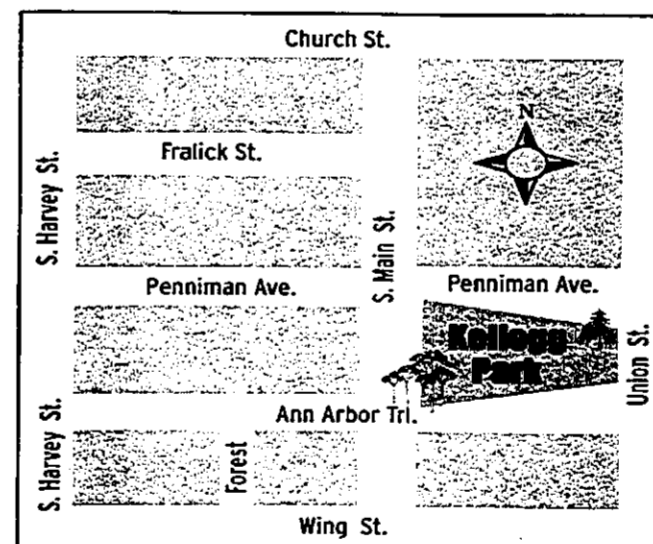 Church St.
N
Fralick St.
S. Harvey St.
S. Main St.
Penniman Ave.
Penniman Ave.
Kellogg
Park
Union St.
Ann Arbor Trl.
S. Harvey St.
Forest
Wing St.